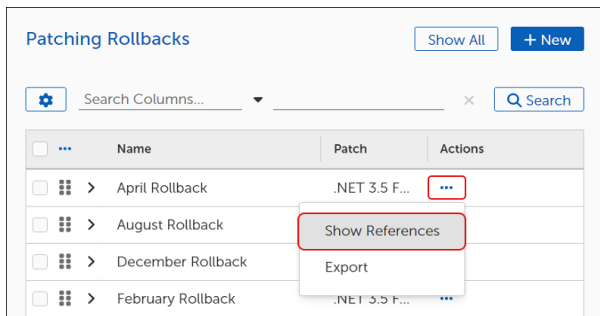 Patching Rollbacks
Show All
+ New
Search Columns...
Search
Name Patch Actions
April Rollback .NET 3.5 F...
August Rollback
Show References
December Rollback
Export
February Rollback .NET 3.5 F...